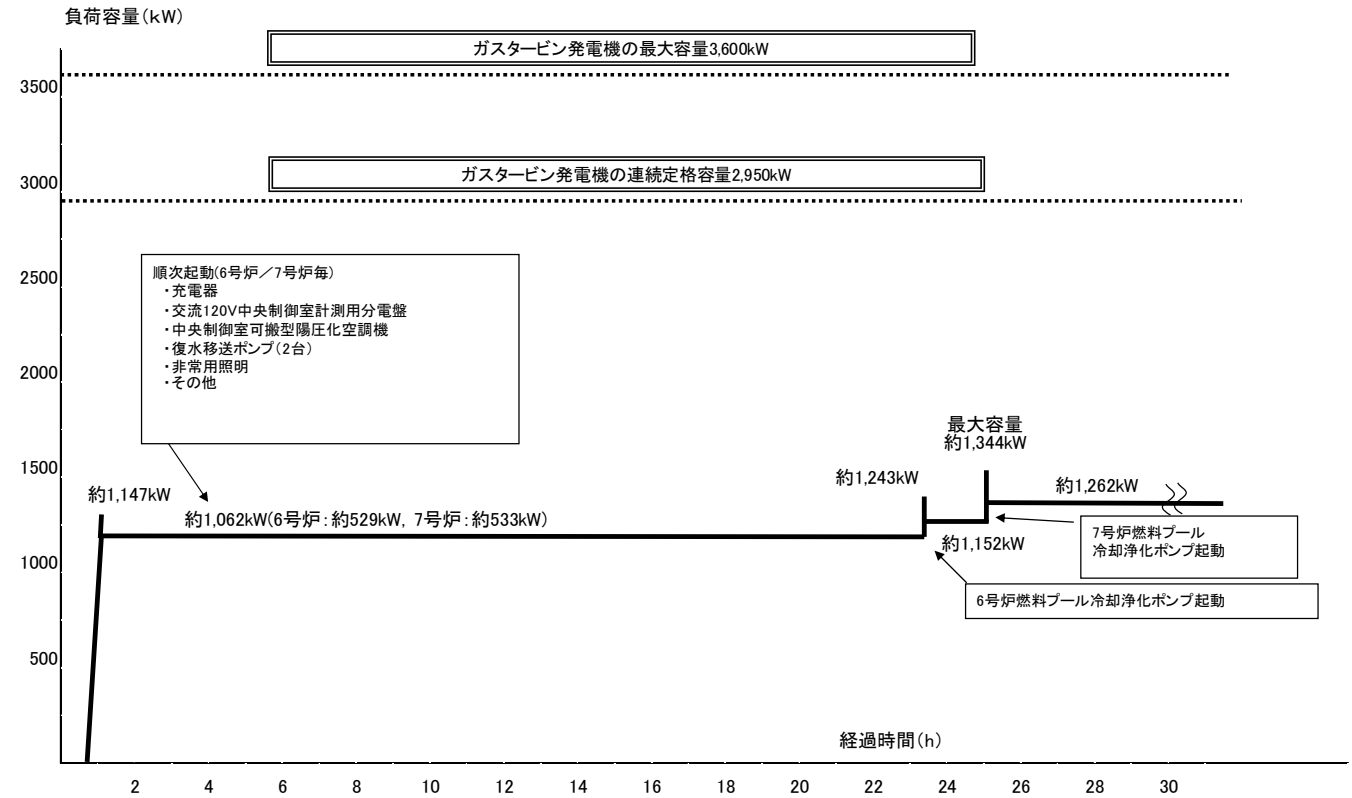 負荷容量(kW)
ガスタービン発電機の最大容量3,600kW
3500
ガスタービン発電機の連続定格容量2,950kW
3000
順次起動(6号炉/7号炉毎)
・充電器
・交流120V中央制御室計測用分電盤
・中央制御室可搬型陽圧化空調機
・復水移送ポンプ(2台)
・非常用照明
・その他
2500
2000
最大容量
約1,344kW
1500
約1,147kW
約1,243kW
約1,262kW
約1,062kW(6号炉:約529kW, 7号炉:約533kW)
約1,152kW
7号炉燃料プール
冷却浄化ポンプ起動
1000
6号炉燃料プール冷却浄化ポンプ起動
500
経過時間(h)
2 4 6 8 10 12 14 16 18 20 22 24 26 28 30